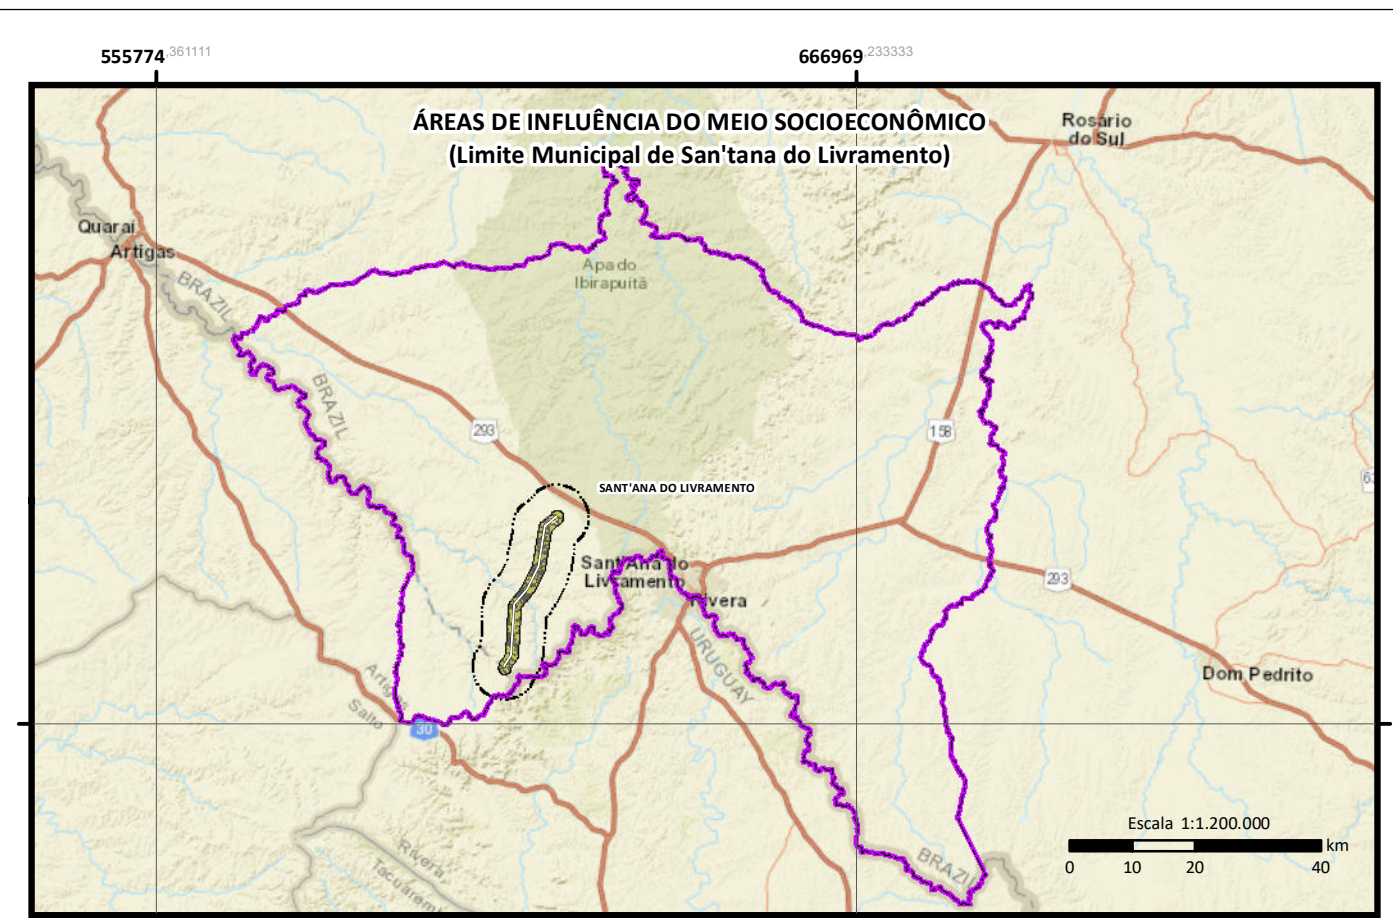 555774,361111
666969,233333
ÁREAS DE INFLUÊNCIA DO MEIO SOCIOECONÔMICO
(Limite Municipal de San'tana do Livramento)
Rosário
do Sul
Quaraí
Artigas
BRAZIL
Apa do
Ibirapuitã
BRAZIL
293
158
SANT'ANA DO LIVRAMENTO
Sant'Ana do
Livramento
Rivera
293
URUGUAY
Dom Pedrito
Artigas
Salto
30
Escala 1:1.200.000
km
0 10 20 40
Rivera
Tacuarem
BRAZIL